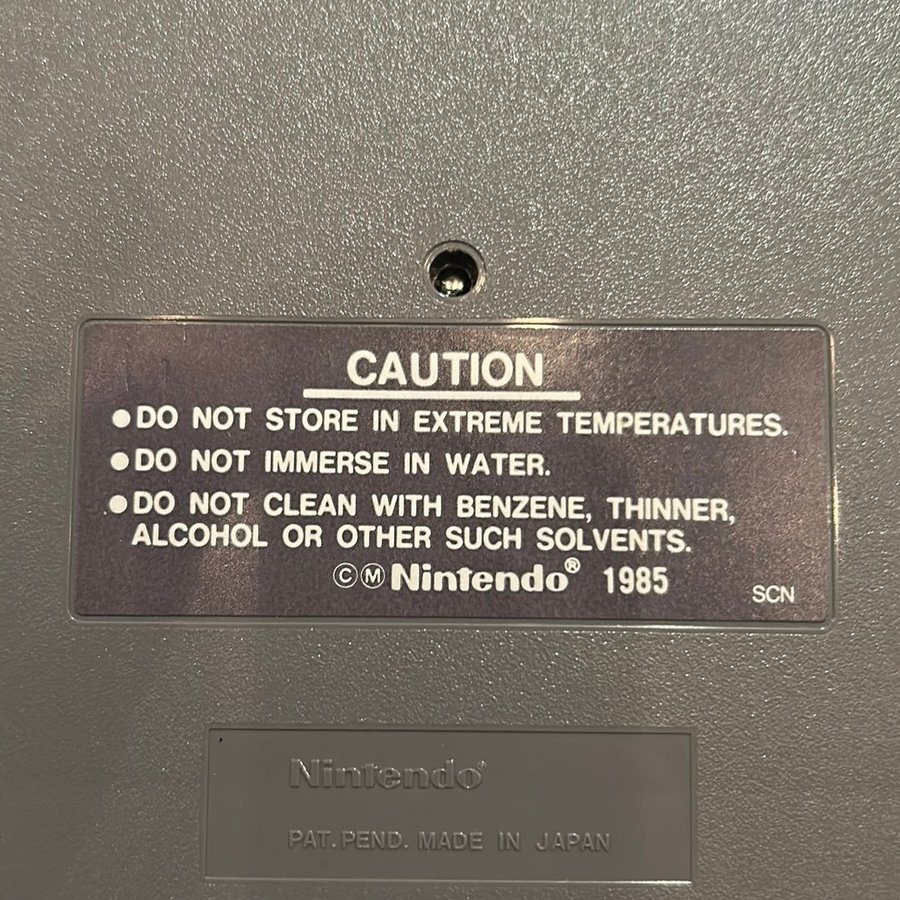 CAUTION
●DO NOT STORE IN EXTREME TEMPERATURES.
●DO NOT IMMERSE IN WATER.
●DO NOT CLEAN WITH BENZENE, THINNER,
ALCOHOL OR OTHER SUCH SOLVENTS.
ⒸⓂNintendo® 1985
SCN
Nintendo®
PAT. PEND. MADE IN JAPAN